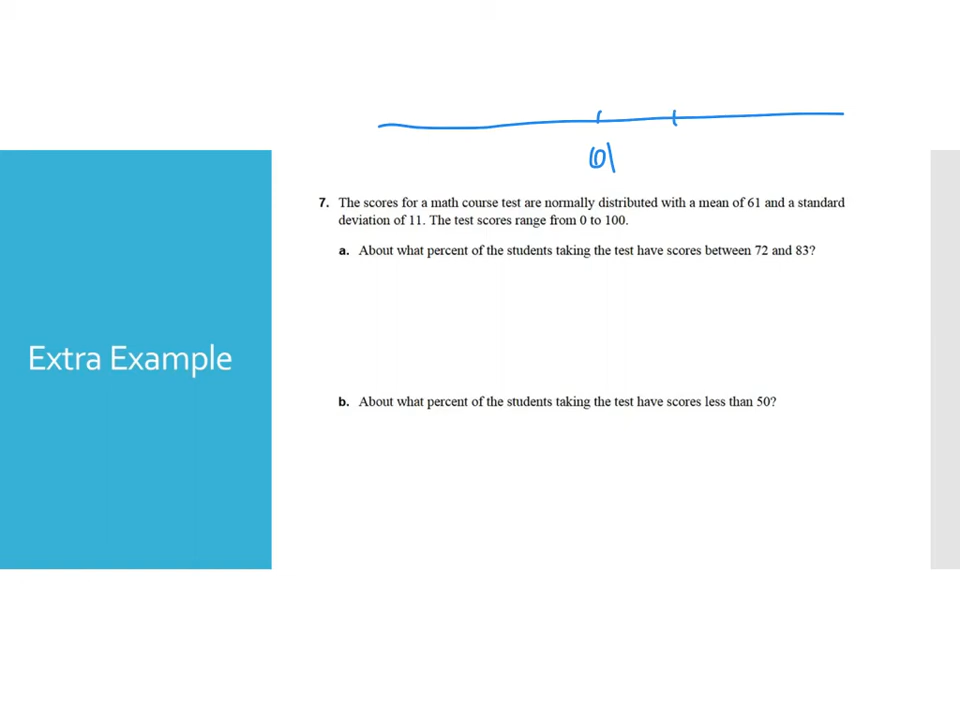 61
7. The scores for a math course test are normally distributed with a mean of 61 and a standard
deviation of 11. The test scores range from 0 to 100.
a. About what percent of the students taking the test have scores between 72 and 83?
Extra Example
b. About what percent of the students taking the test have scores less than 50?